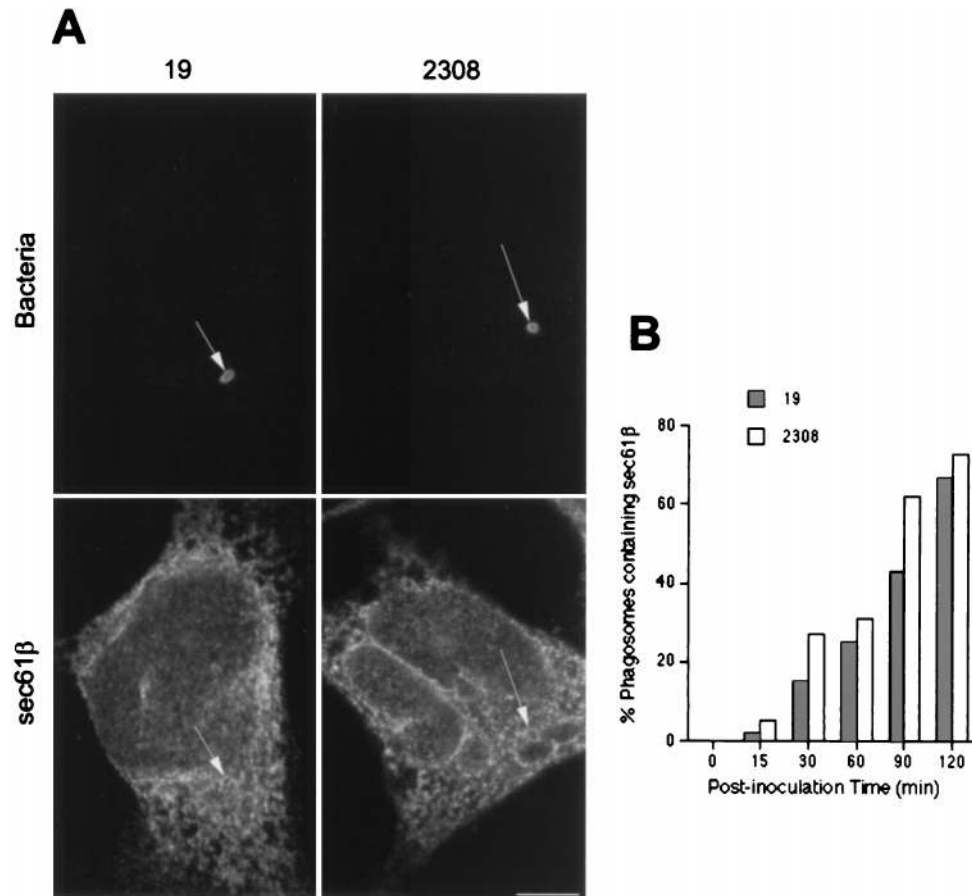 A
19 2308
Bacteria
sec61β
B
19
2308
% Phagosomes containing sec61β
80
60
40
20
0
0 15 30 60 90 120
Post-inoculation Time (min)